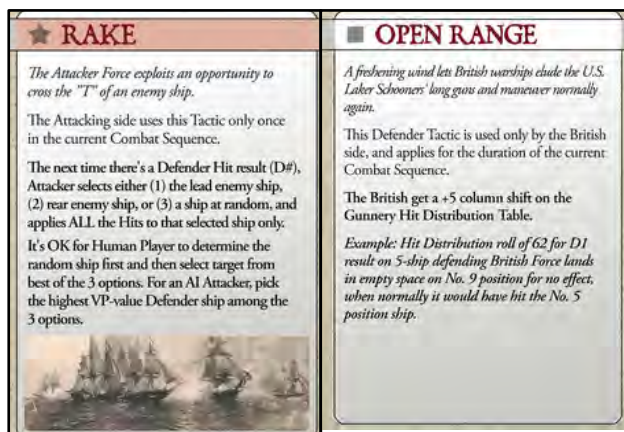 RAKE
The Attacker Force exploits an opportunity to
cross the "T" of an enemy ship.
The Attacking side uses this Tactic only once
in the current Combat Sequence.
The next time there's a Defender Hit result (D#),
Attacker selects either (1) the lead enemy ship,
(2) rear enemy ship, or (3) a ship at random, and
applies ALL the Hits to that selected ship only.
It's OK for Human Player to determine the
random ship first and then select target from
best of the 3 options. For an AI Attacker, pick
the highest VP-value Defender ship among the
3 options.
OPEN RANGE
A freshening wind lets British warships elude the U.S.
Laker Schooners' long guns and maneuver normally
again.
This Defender Tactic is used only by the British
side, and applies for the duration of the current
Combat Sequence.
The British get a +5 column shift on the
Gunnery Hit Distribution Table.
Example: Hit Distribution roll of 62 for D1
result on 5-ship defending British Force lands
in empty space on No. 9 position for no effect,
when normally it would have hit the No. 5
position ship.